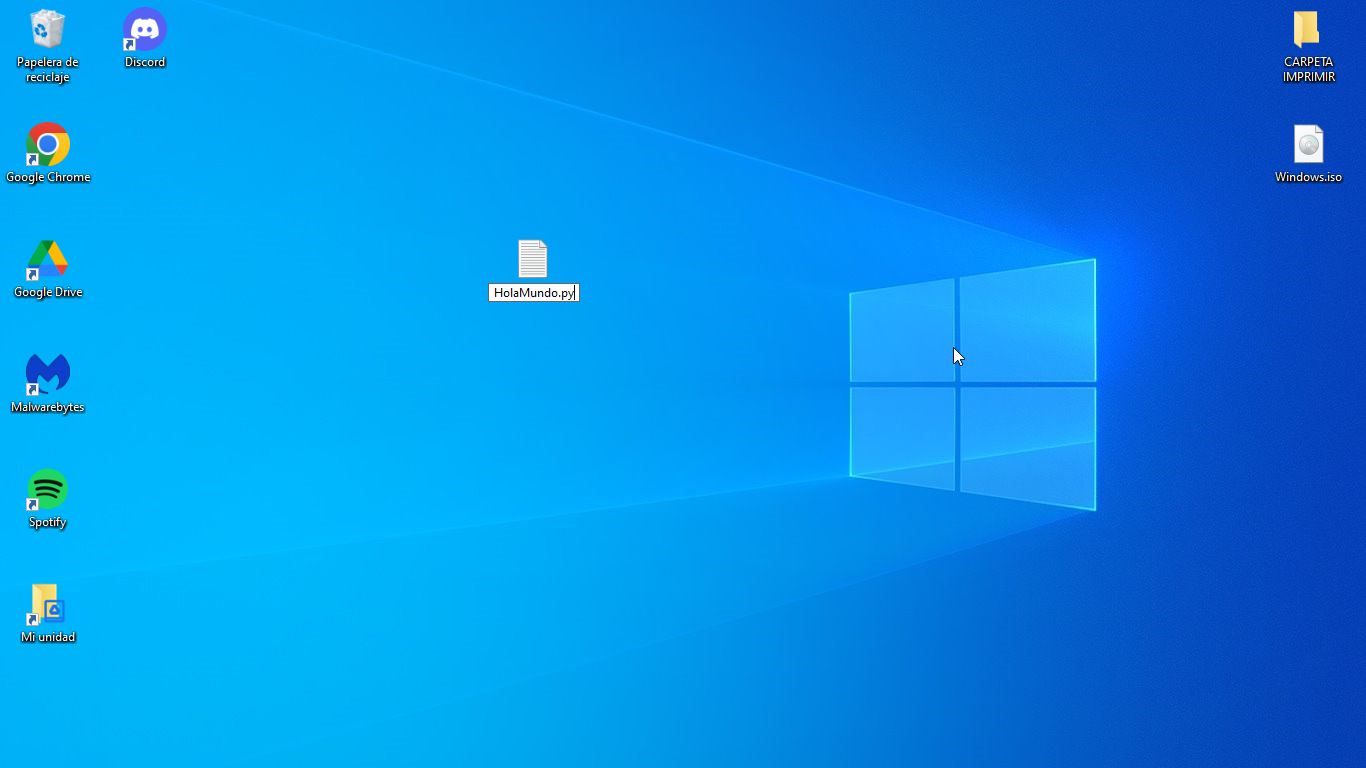 Papelera de
reciclaje
Discord
CARPETA
IMPRIMIR
Google Chrome
Windows.iso
Google Drive
HolaMundo.py
Malwarebytes
Spotify
Mi unidad